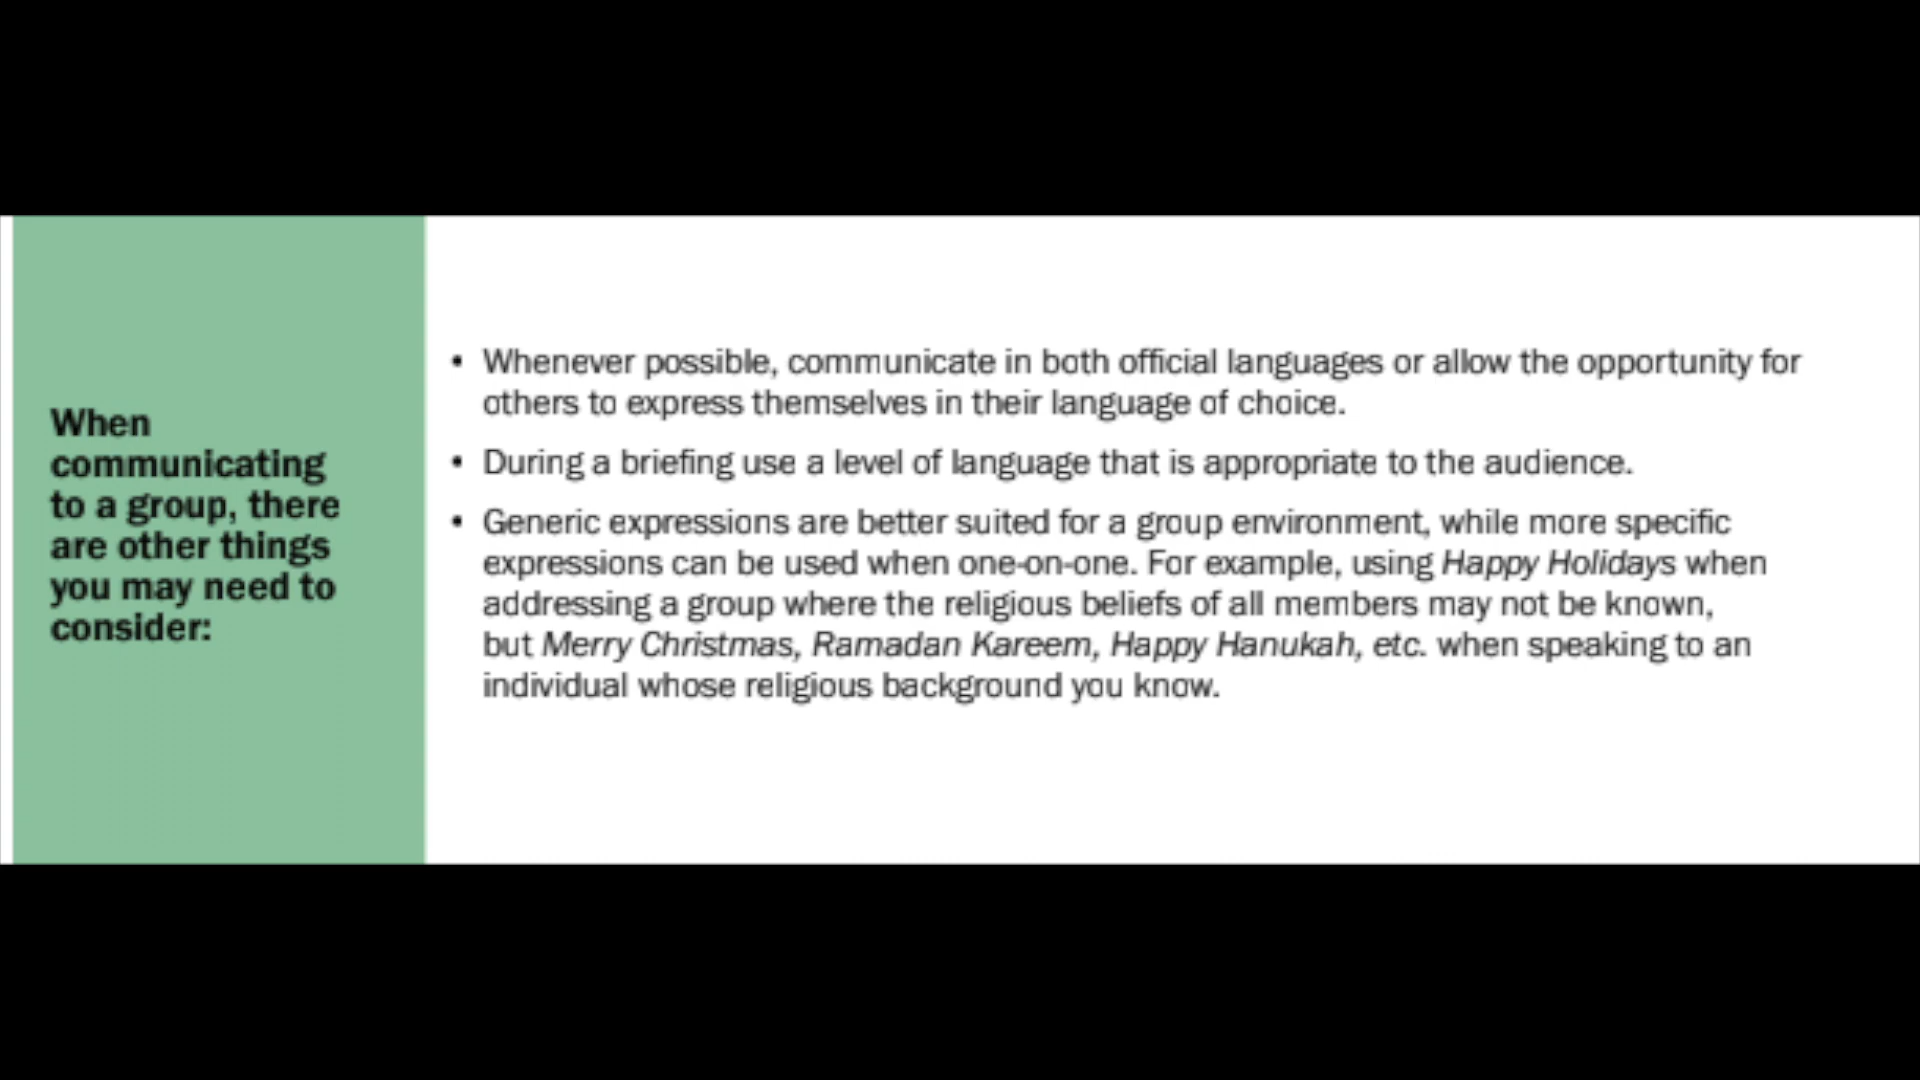 When
communicating
to a group, there
are other things
you may need to
consider:
• Whenever possible, communicate in both official languages or allow the opportunity for
others to express themselves in their language of choice.
• During a briefing use a level of language that is appropriate to the audience.
• Generic expressions are better suited for a group environment, while more specific
expressions can be used when one-on-one. For example, using Happy Holidays when
addressing a group where the religious beliefs of all members may not be known,
but Merry Christmas, Ramadan Kareem, Happy Hanukah, etc. when speaking to an
individual whose religious background you know.